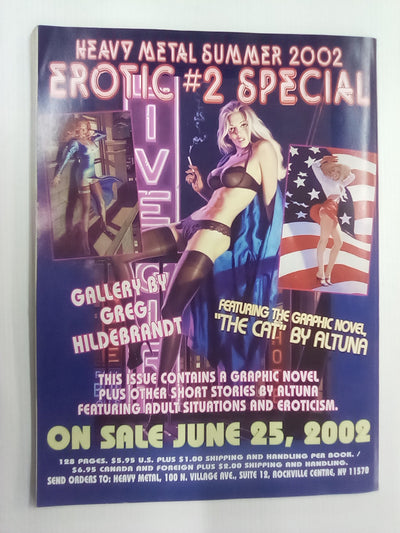 HEAVY METAL SUMMER 2002
EROTIC #2 SPECIAL
LIVE GIR
GALLERY BY
GREG
HILDEBRANDT
FEATURING THE GRAPHIC NOVEL,
"THE CAT" BY ALTUNA
THIS ISSUE CONTAINS A GRAPHIC NOVEL
PLUS OTHER SHORT STORIES BY ALTUNA
FEATURING ADULT SITUATIONS AND EROTICISM.
ON SALE JUNE 25, 2002
128 PAGES. $5.95 U.S. PLUS $1.00 SHIPPING AND HANDLING PER BOOK. /
$6.95 CANADA AND FOREIGN PLUS $2.00 SHIPPING AND HANDLING.
SEND ORDERS TO: HEAVY METAL, 100 N. VILLAGE AVE., SUITE 12, ROCKVILLE CENTRE, NY 11570